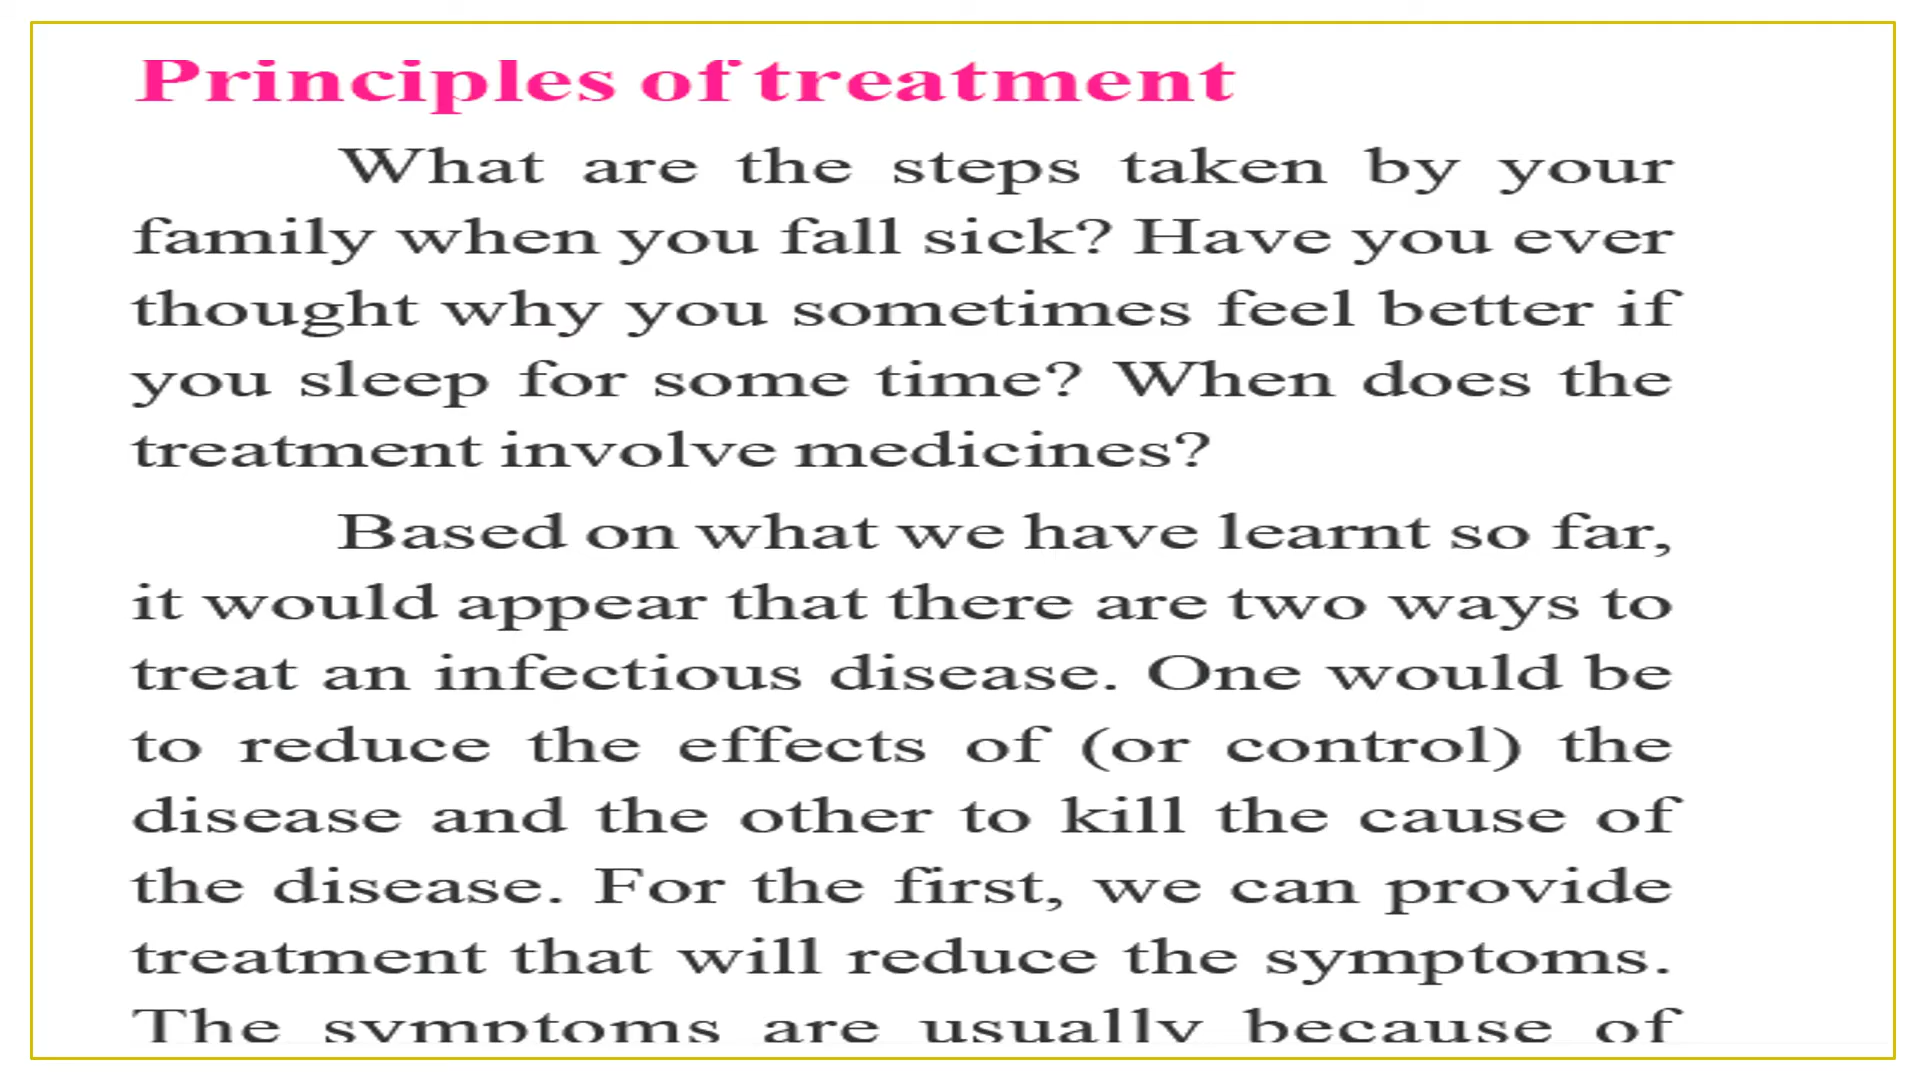 Principles of treatment
What are the steps taken by your
family when you fall sick? Have you ever
thought why you sometimes feel better if
you sleep for some time? When does the
treatment involve medicines?
Based on what we have learnt so far,
it would appear that there are two ways to
treat an infectious disease. One would be
to reduce the effects of (or control) the
disease and the other to kill the cause of
the disease. For the first, we can provide
treatment that will reduce the symptoms.
The symptoms are usually because of